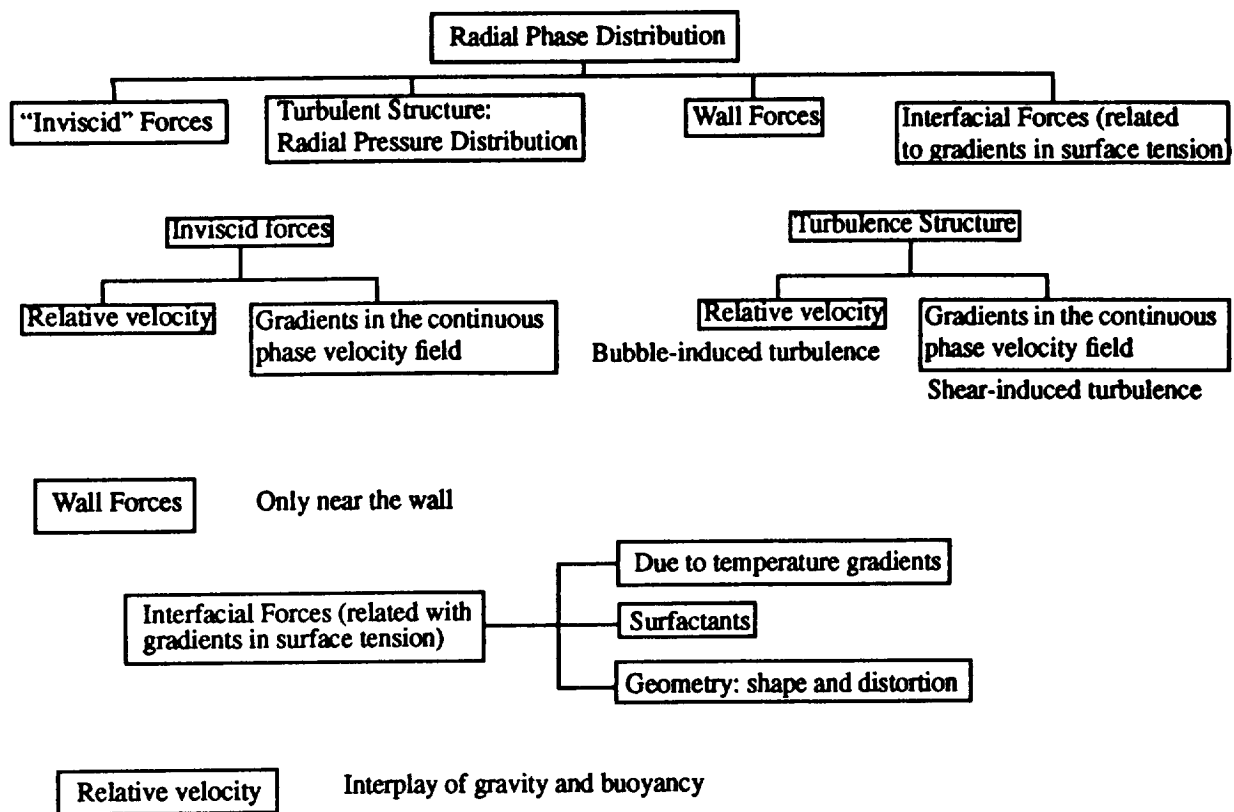 Radial Phase Distribution
“Inviscid” Forces
Turbulent Structure:
Radial Pressure Distribution
Wall Forces
Interfacial Forces (related
to gradients in surface tension)
Inviscid forces
Relative velocity
Gradients in the continuous
phase velocity field
Turbulence Structure
Relative velocity
Bubble-induced turbulence
Gradients in the continuous
phase velocity field
Shear-induced turbulence
Wall Forces
Only near the wall
Interfacial Forces (related with
gradients in surface tension)
Due to temperature gradients
Surfactants
Geometry: shape and distortion
Relative velocity
Interplay of gravity and buoyancy